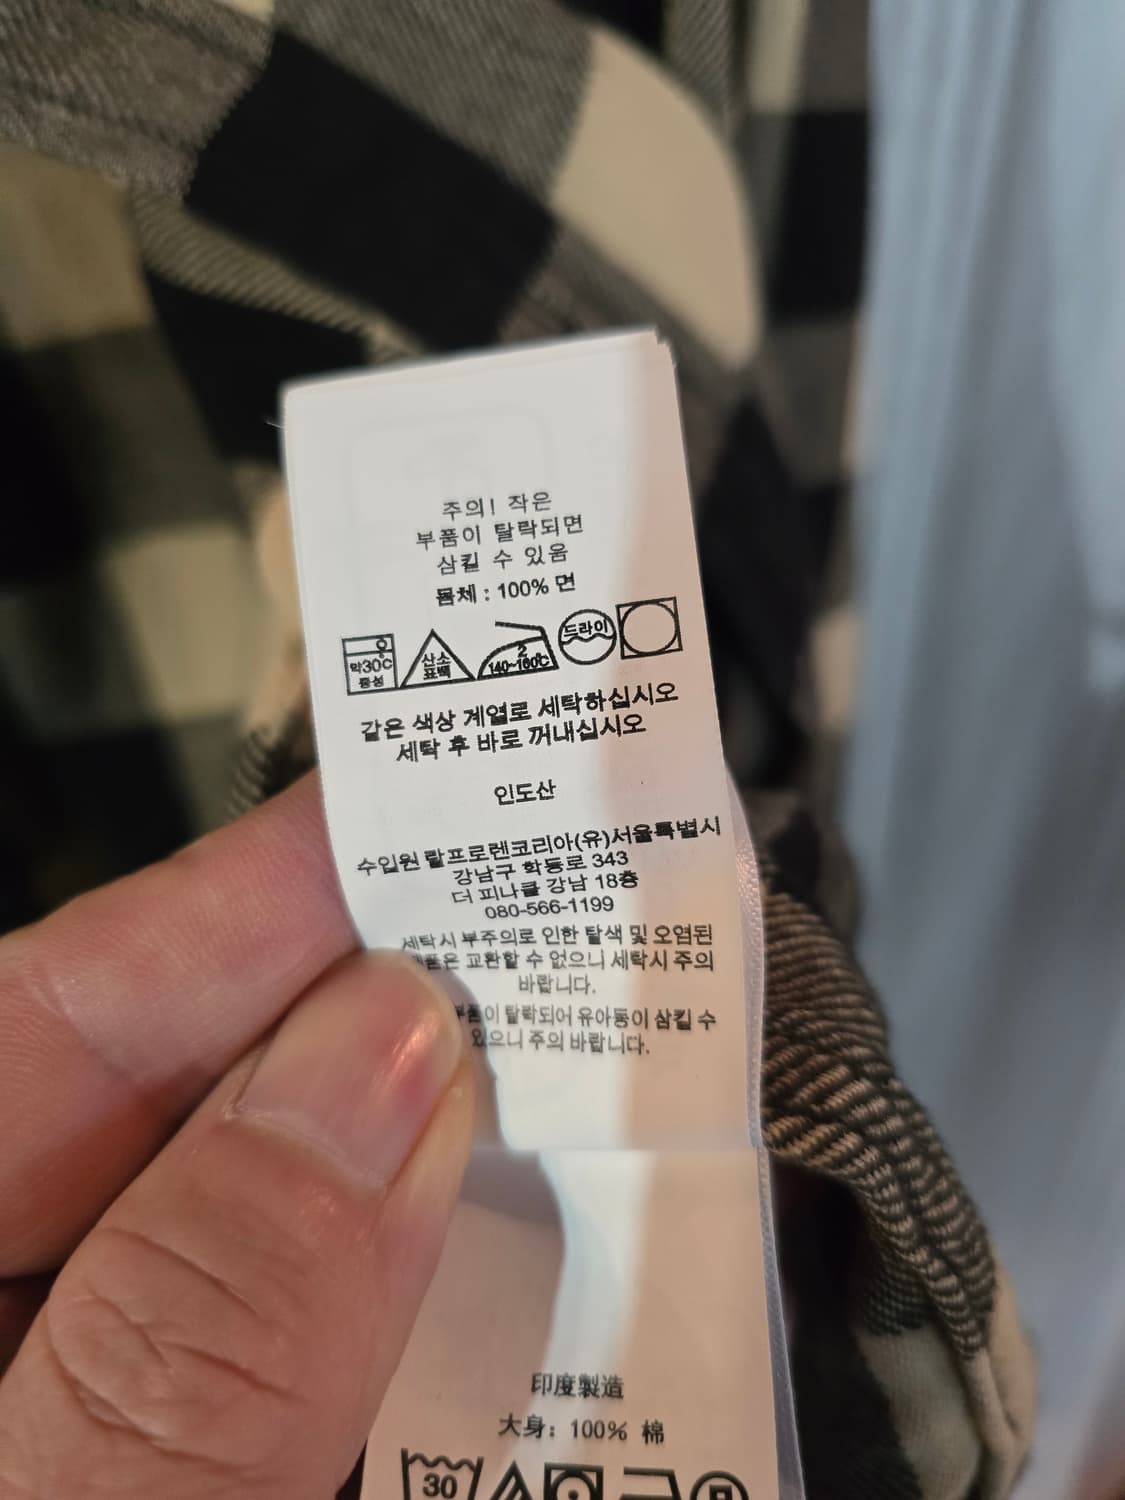 주의! 작은
부품이 탈락되면
삼킬 수 있움
몸체 : 100% 면
약30℃
중성
산소
표백
2
140~160℃
드라이
같은 색상 계열로 세탁하십시오
세탁 후 바로 꺼내십시오
인도산
수입원 랄프로렌코리아(유)서울특별시
강남구 학동로 343
더 피나클 강남 18층
080-566-1199
세탁시 부주의로 인한 탈색 및 오염된
제품은 교환할 수 없으니 세탁시 주의
바랍니다.
부품이 탈락되어 유아동이 삼킬 수
있으니 주의 바랍니다.
印度製造
大身: 100% 棉
30